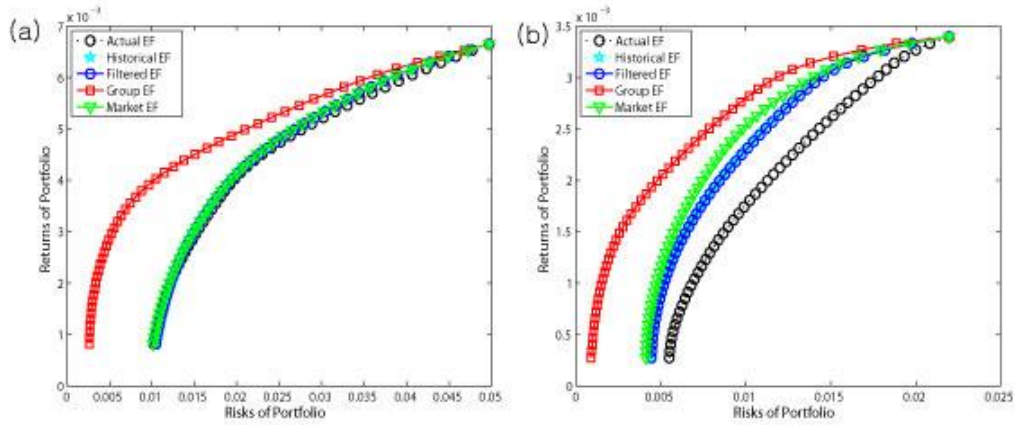 (a)
x 10⁻³
Actual EF
Historical EF
Filtered EF
Group EF
Market EF
Returns of Portfolio
7
6
5
4
3
2
1
0
0 0.005 0.01 0.015 0.02 0.025 0.03 0.035 0.04 0.045 0.05
Risks of Portfolio
(b)
x 10⁻³
Actual EF
Historical EF
Filtered EF
Group EF
Market EF
Returns of Portfolio
3.5
3
2.5
2
1.5
1
0.5
0
0 0.005 0.01 0.015 0.02 0.025
Risks of Portfolio